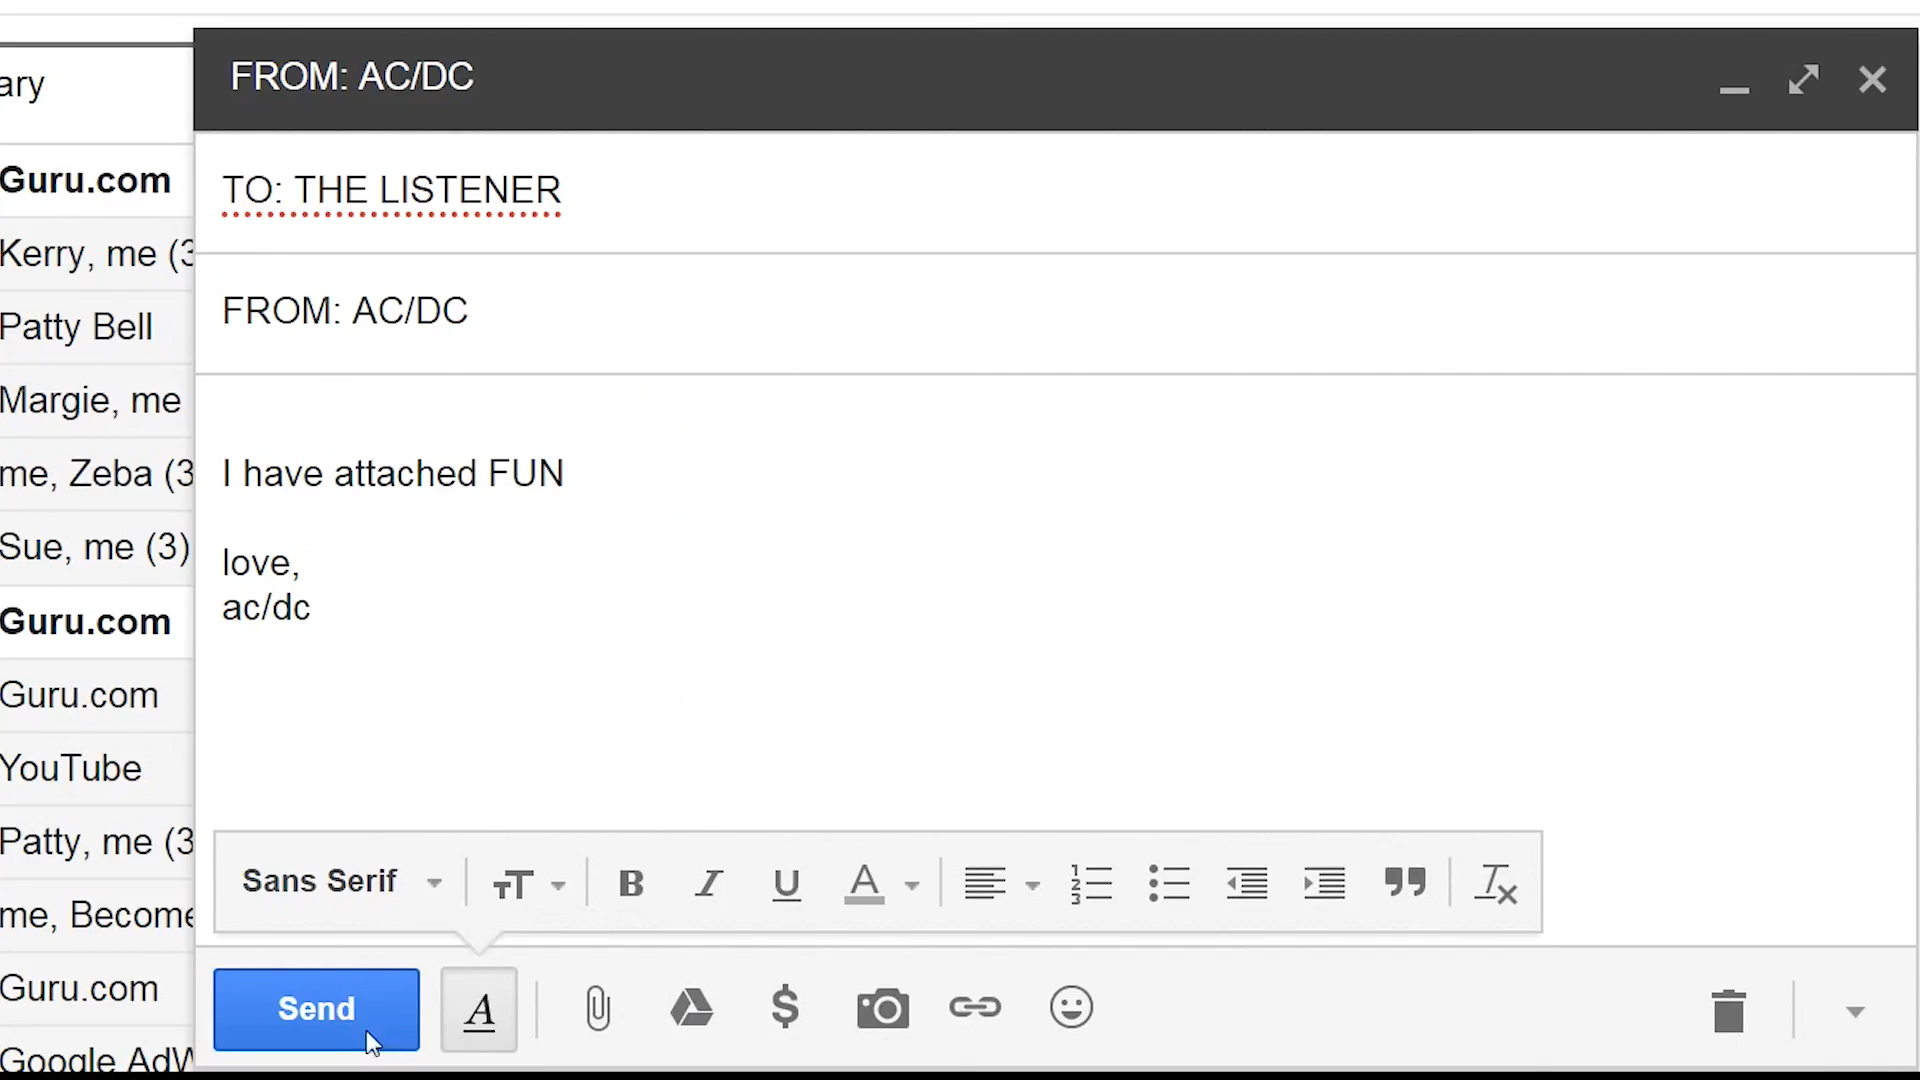 ary
Guru.com
Kerry, me (3
Patty Bell
Margie, me
me, Zeba (3
Sue, me (3)
Guru.com
Guru.com
YouTube
Patty, me (3
me, Become
Guru.com
Google AdW
FROM: AC/DC
TO: THE LISTENER
FROM: AC/DC
I have attached FUN
love,
ac/dc
Sans Serif
Send